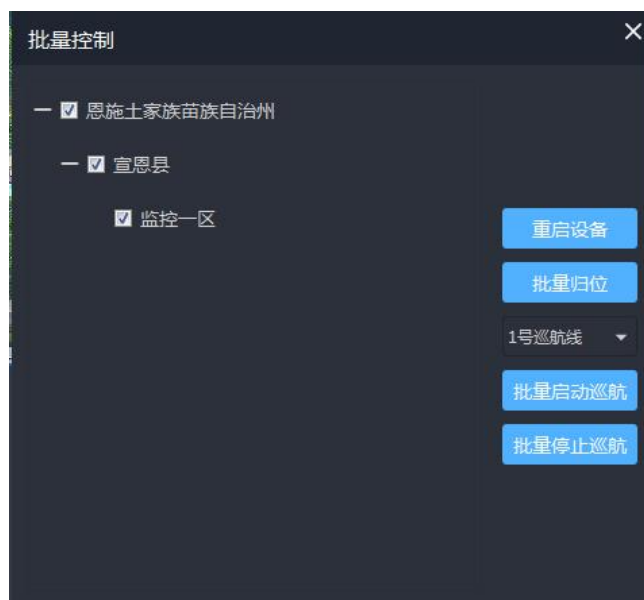 批量控制
恩施土家族苗族自治州
宣恩县
监控一区
重启设备
批量归位
1号巡航线
批量启动巡航
批量停止巡航